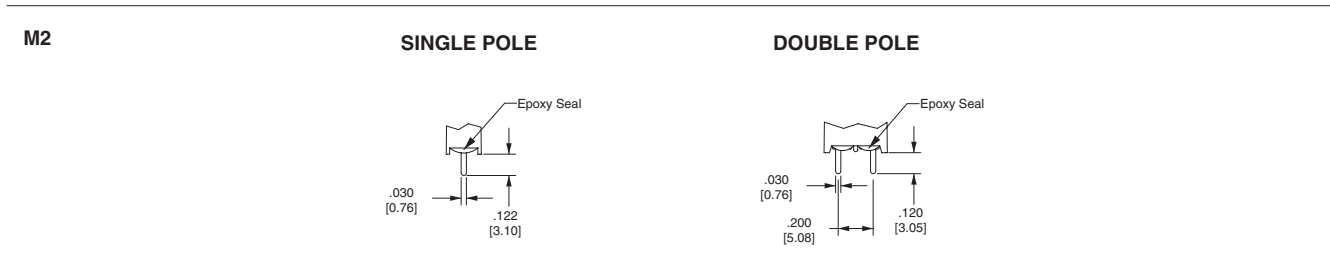 M2
SINGLE POLE
DOUBLE POLE
Epoxy Seal
.030
[0.76]
.122
[3.10]
Epoxy Seal
.030
[0.76]
.200
[5.08]
.120
[3.05]